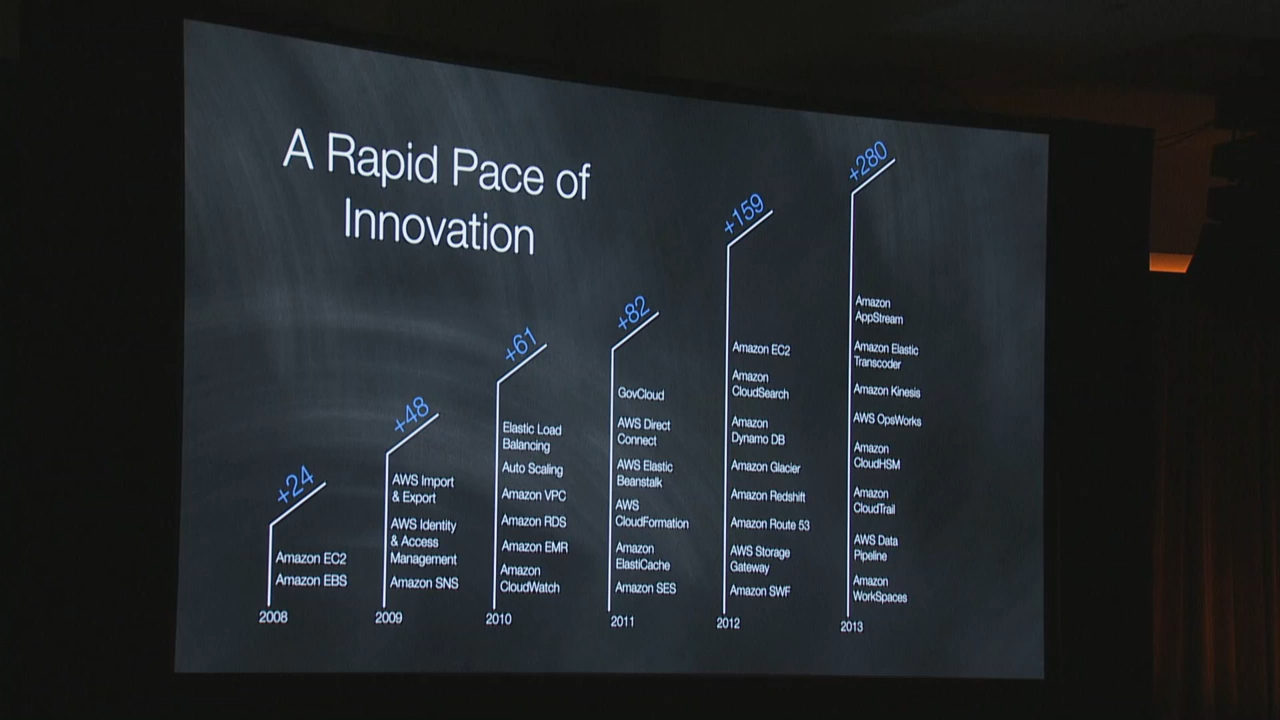 A Rapid Pace of
Innovation
+24
Amazon EC2
Amazon EBS
2008
+48
AWS Import
& Export
AWS Identity
& Access
Management
Amazon SNS
2009
+61
Elastic Load
Balancing
Auto Scaling
Amazon VPC
Amazon RDS
Amazon EMR
Amazon
CloudWatch
2010
+82
GovCloud
AWS Direct
Connect
AWS Elastic
Beanstalk
AWS
CloudFormation
Amazon
ElastiCache
Amazon SES
2011
+159
Amazon EC2
Amazon
CloudSearch
Amazon
Dynamo DB
Amazon Glacier
Amazon Redshift
Amazon Route 53
AWS Storage
Gateway
Amazon SWF
2012
+280
Amazon
AppStream
Amazon Elastic
Transcoder
Amazon Kinesis
AWS OpsWorks
Amazon
CloudHSM
Amazon
CloudTrail
AWS Data
Pipeline
Amazon
WorkSpaces
2013